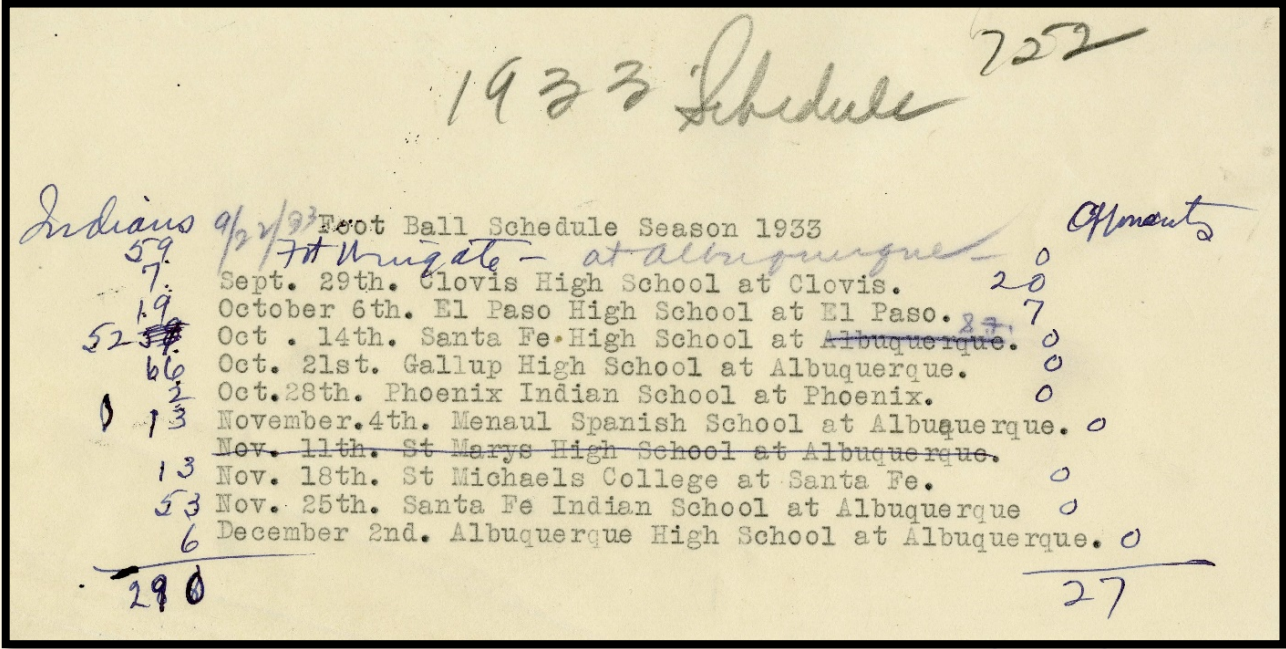 1933 Schedule 722
Indians 9/22/33 Foot Ball Schedule Season 1933 Opponents
59. Ft Wingate - at Albuquerque - 0
7. Sept. 29th. Clovis High School at Clovis. 20
19 October 6th. El Paso High School at El Paso. 7
52 Oct . 14th. Santa Fe High School at Albuquerque. 0
66 Oct. 21st. Gallup High School at Albuquerque. 0
2 Oct.28th. Phoenix Indian School at Phoenix. 0
13 November.4th. Menaul Spanish School at Albuquerque. 0
Nov. 11th. St Marys High School at Albuquerque.
13 Nov. 18th. St Michaels College at Santa Fe. 0
53 Nov. 25th. Santa Fe Indian School at Albuquerque 0
6 December 2nd. Albuquerque High School at Albuquerque. 0
290 27